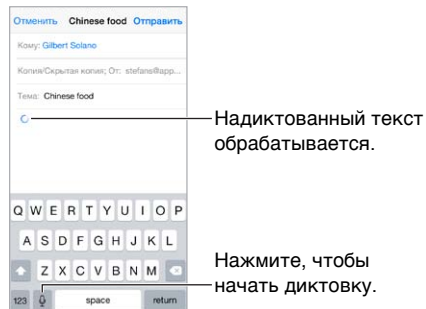 Отменить Chinese food Отправить
Кому: Gilbert Solano
Копия/Скрытая копия; От: stefans@app...
Тема: Chinese food
Надиктованный текст
обрабатывается.
Q W E R T Y U I O P
A S D F G H J K L
Z X C V B N M
Нажмите, чтобы
начать диктовку.
123 space return